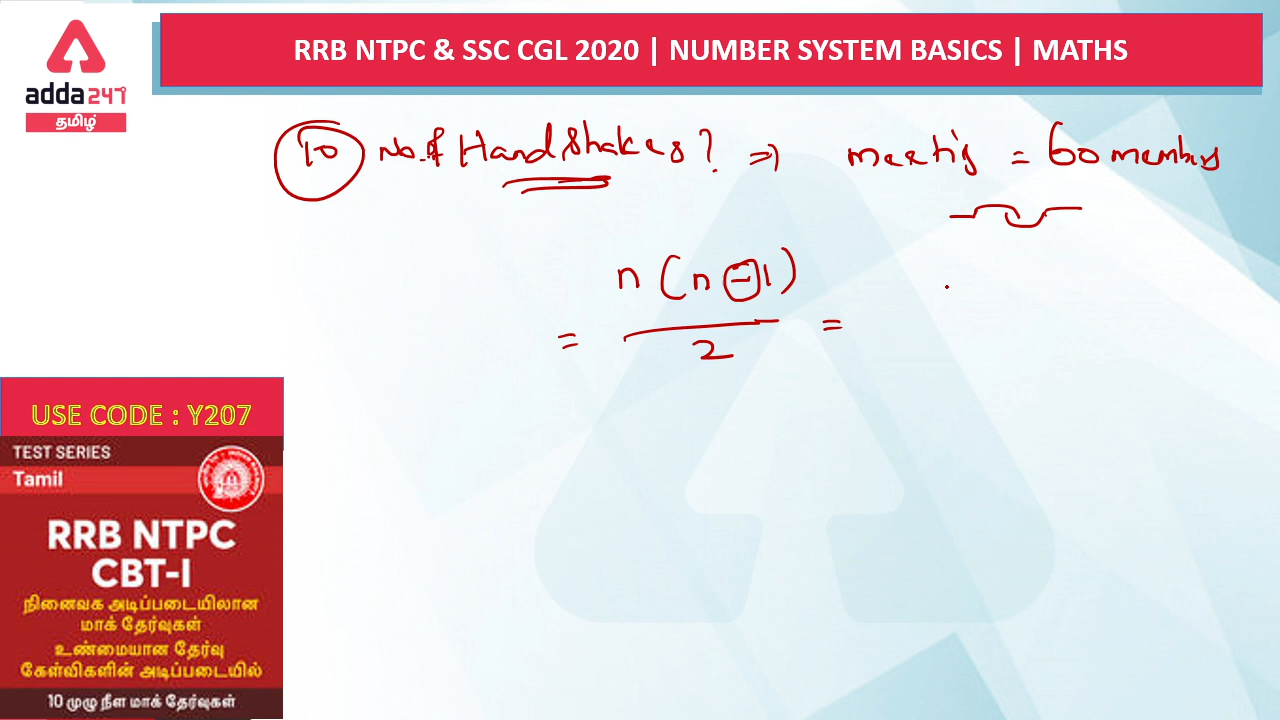 RRB NTPC & SSC CGL 2020 | NUMBER SYSTEM BASICS | MATHS
adda247
தமிழ்
10 No. of Handshakes? ⇒ meetig = 60 members
= n(n-1)/2 =
USE CODE : Y207
TEST SERIES
Tamil
RRB NTPC
CBT-I
நினைவக அடிப்படையிலான
மாக் தேர்வுகள்
உண்மையான தேர்வு
கேள்விகளின் அடிப்படையில்
10 முழு நீள மாக் தேர்வுகள்